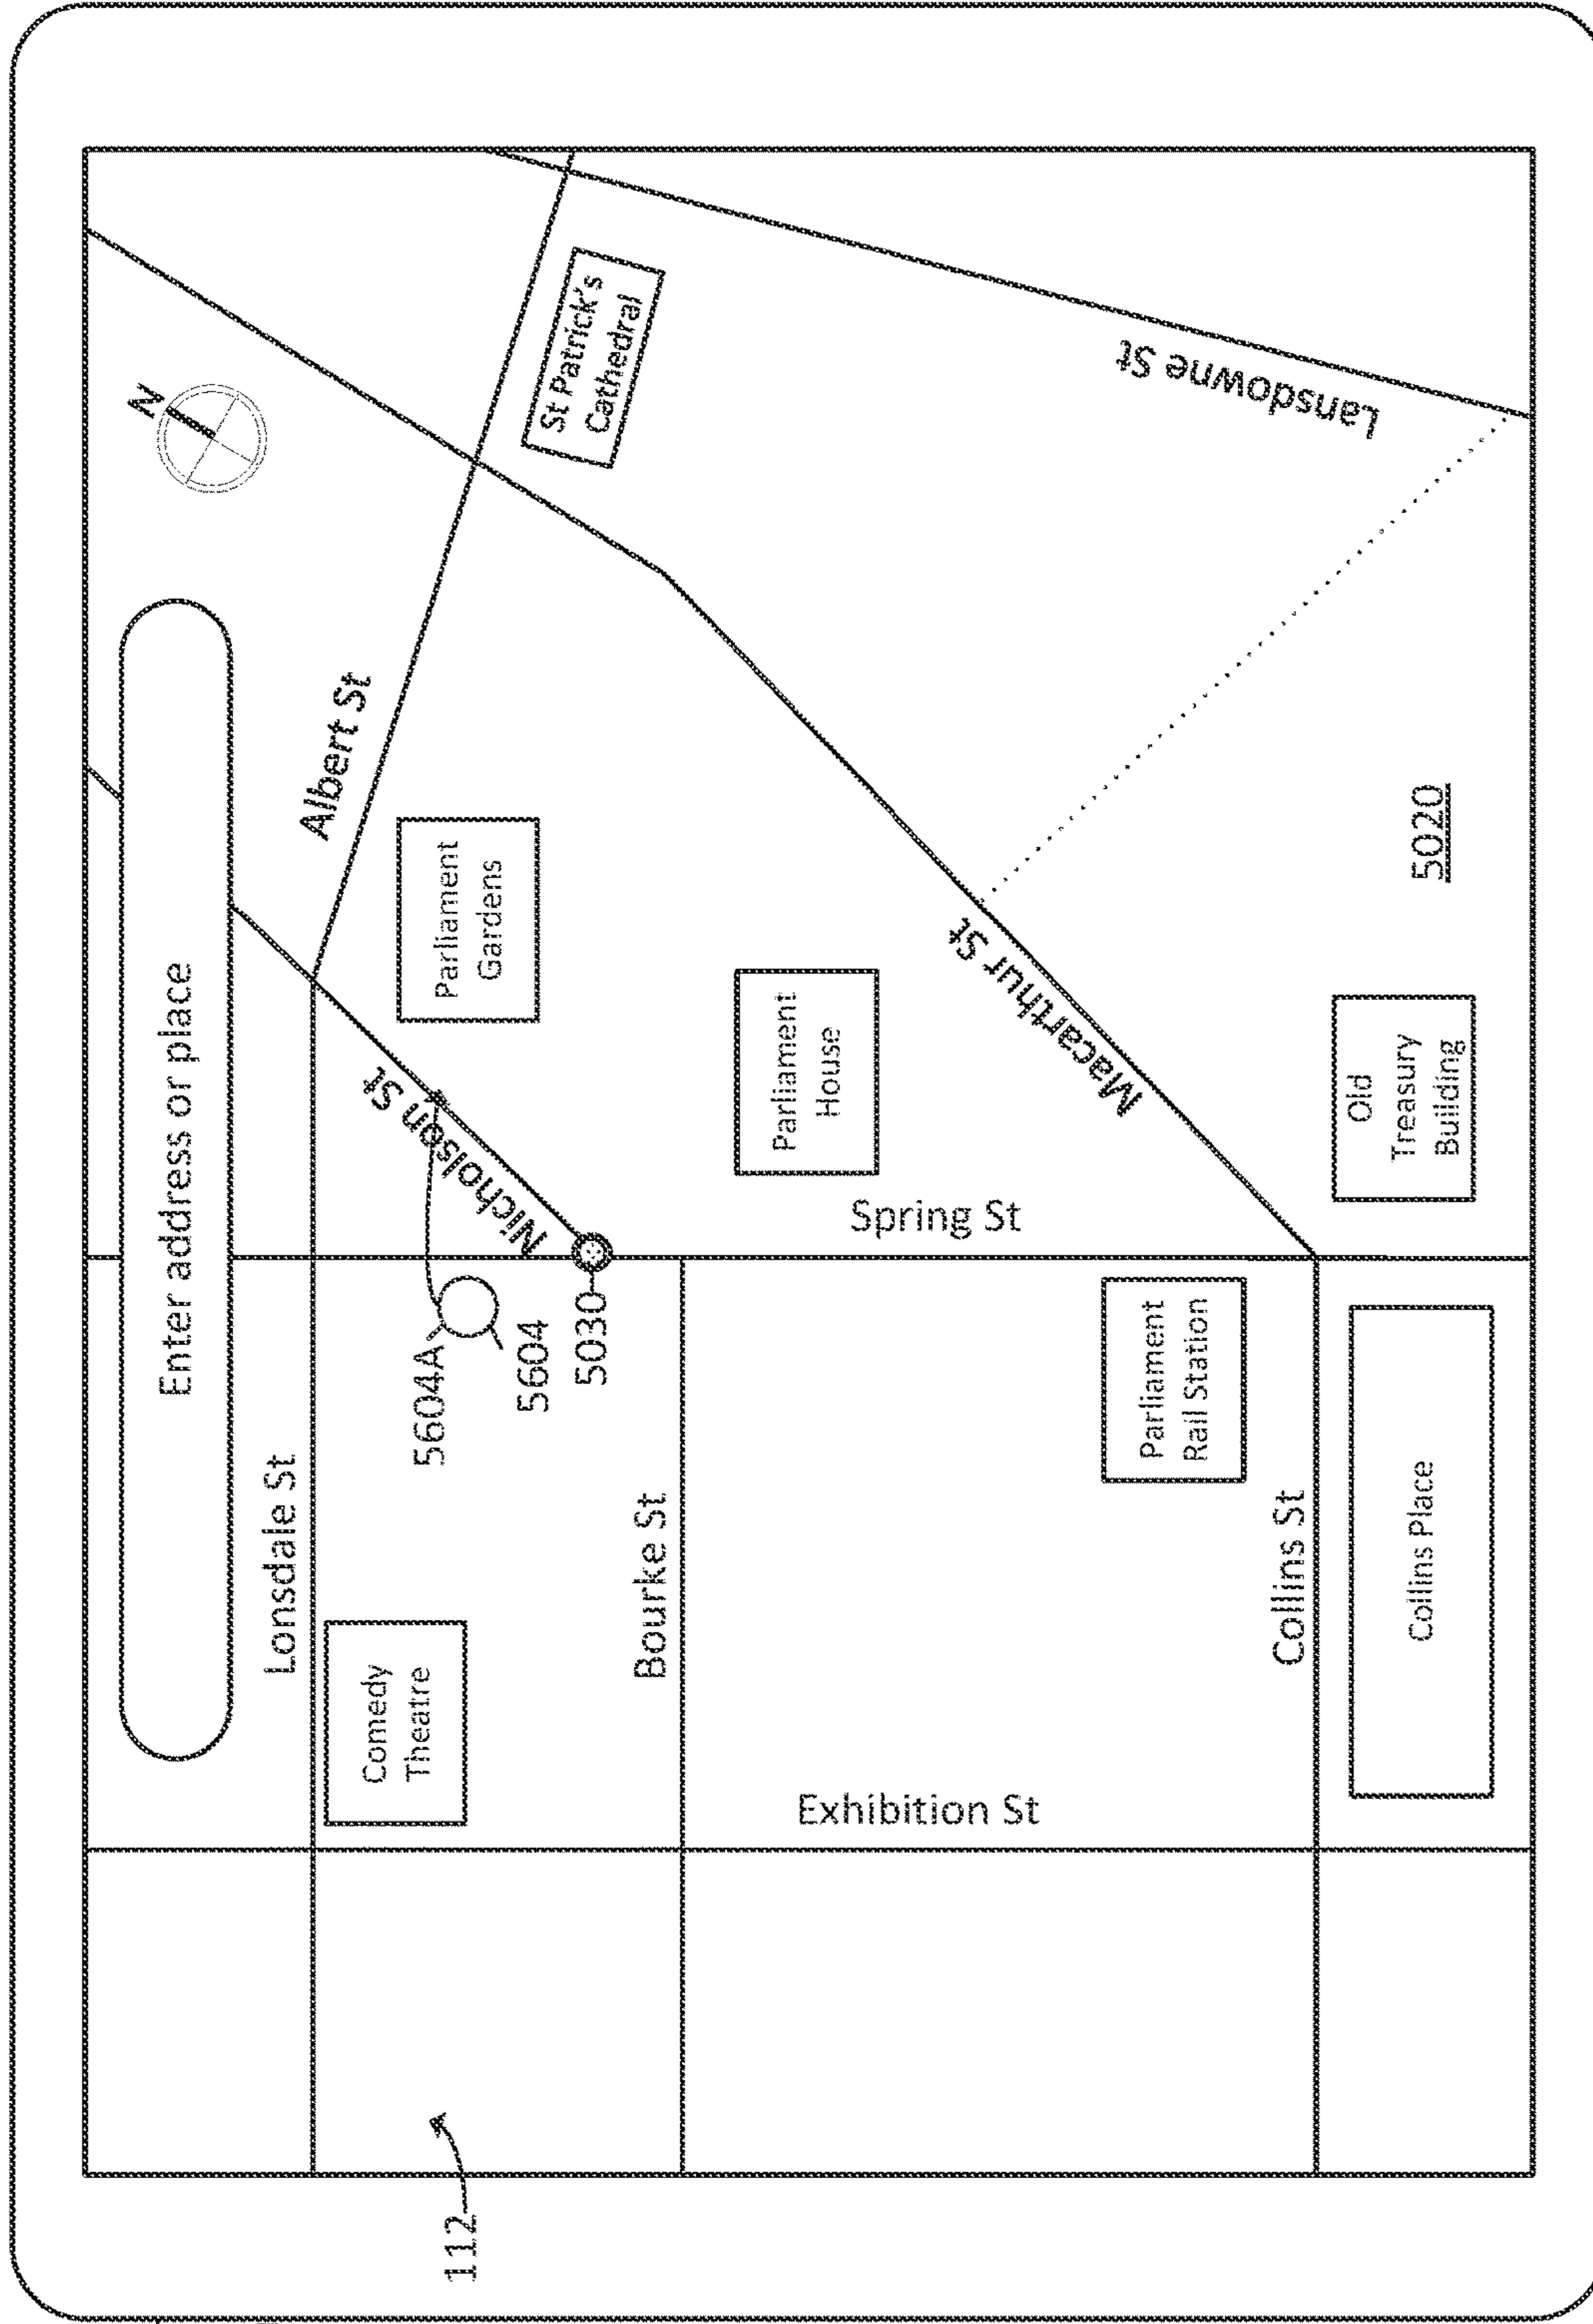 Enter address or place
N
Lonsdale St
Albert St
Comedy
Theatre
5604A
5604
5030
Nicholson St
Parliament
Gardens
St Patrick's
Cathedral
112
Bourke St
Exhibition St
Spring St
Parliament
House
Macarthur St
Lansdowne St
Parliament
Rail Station
Collins St
Collins Place
Old
Treasury
Building
5020